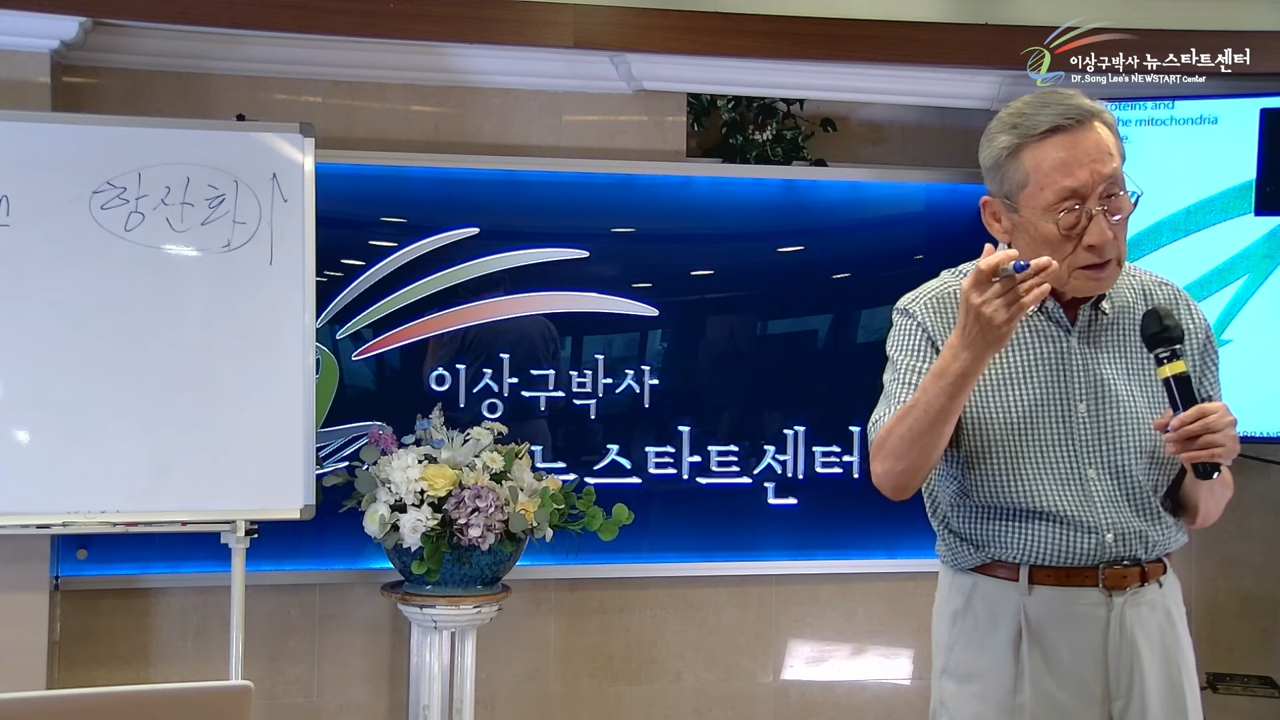 이상구박사 뉴스타트센터
Dr. Sang Lee's NEWSTART Center
roteins and
he mitochondria
항산화
이상구박사
뉴스타트센터